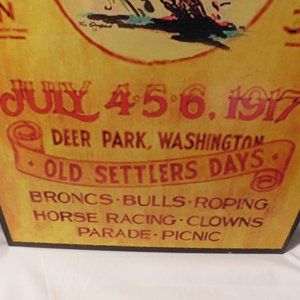 JULY 4·5·6, 1917
DEER PARK, WASHINGTON
· OLD SETTLERS DAYS ·
BRONCS · BULLS · ROPING
HORSE RACING · CLOWNS
PARADE · PICNIC